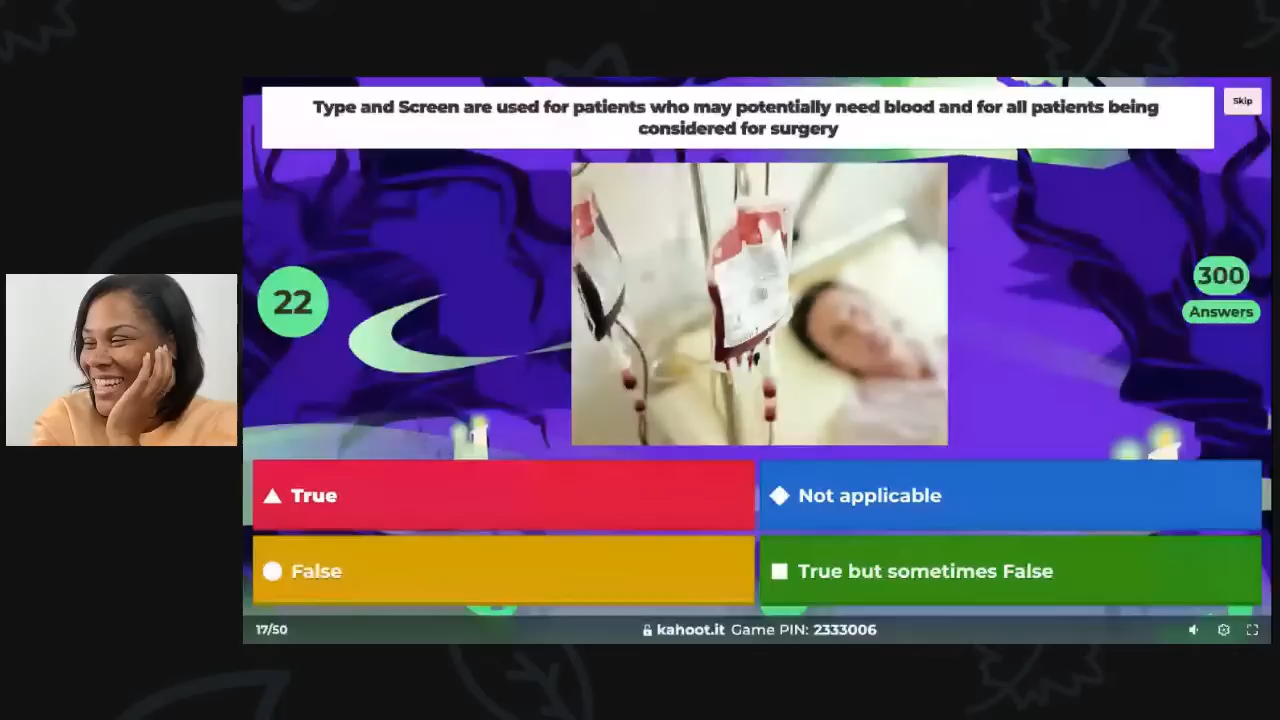 Type and Screen are used for patients who may potentially need blood and for all patients being
considered for surgery
Skip
22
300
Answers
True
Not applicable
False
True but sometimes False
17/50
kahoot.it Game PIN: 2333006